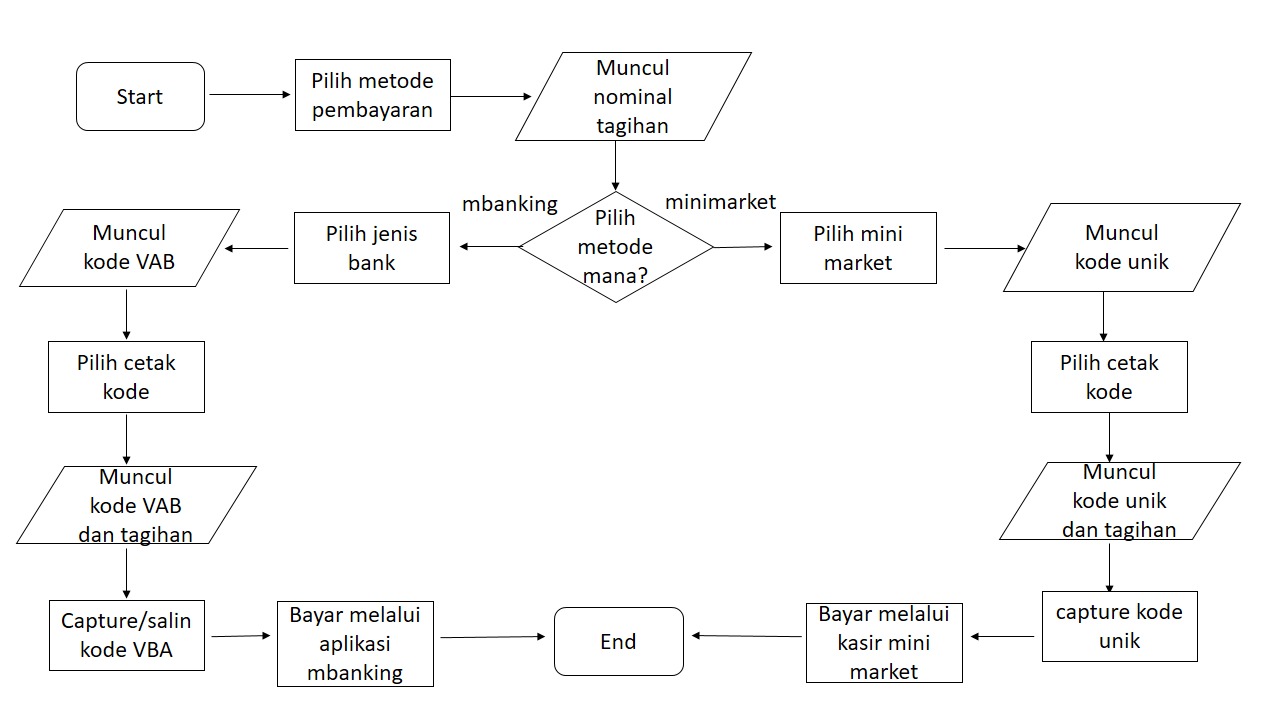 Start
Pilih metode
pembayaran
Muncul
nominal
tagihan
mbanking
minimarket
Muncul
kode VAB
Pilih jenis
bank
Pilih
metode
mana?
Pilih mini
market
Muncul
kode unik
Pilih cetak
kode
Pilih cetak
kode
Muncul
kode VAB
dan tagihan
Muncul
kode unik
dan tagihan
Capture/salin
kode VBA
Bayar melalui
aplikasi
mbanking
End
Bayar melalui
kasir mini
market
capture kode
unik